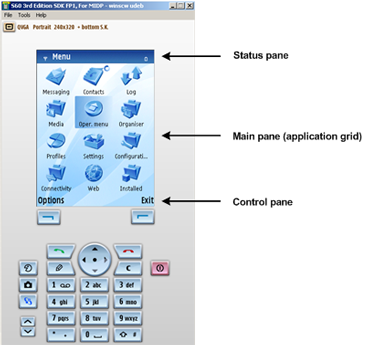 S60 3rd Edition SDK FP1, For MIDP - winscw udeb
File Tools Help
QVGA Portrait 240x320 + bottom S.K.
Menu
Status pane
Messaging Contacts Log
Media Oper. menu Organiser
Main pane (application grid)
Profiles Settings Configurati...
Connectivity Web Installed
Options Exit
Control pane
C
1 2 abc 3 def
4 ghi 5 jkl 6 mno
7 pqrs 8 tuv 9 wxyz
* + 0 #